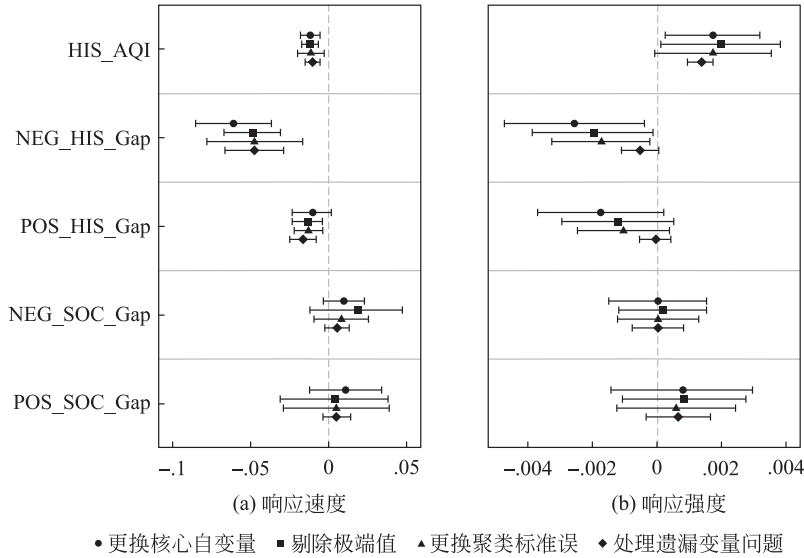 HIS_AQI
NEG_HIS_Gap
POS_HIS_Gap
NEG_SOC_Gap
POS_SOC_Gap
−.1 −.05 0 .05
−.004 −.002 0 .002 .004
(a) 响应速度
(b) 响应强度
● 更换核心自变量 ■ 剔除极端值 ▲ 更换聚类标准误 ◆ 处理遗漏变量问题